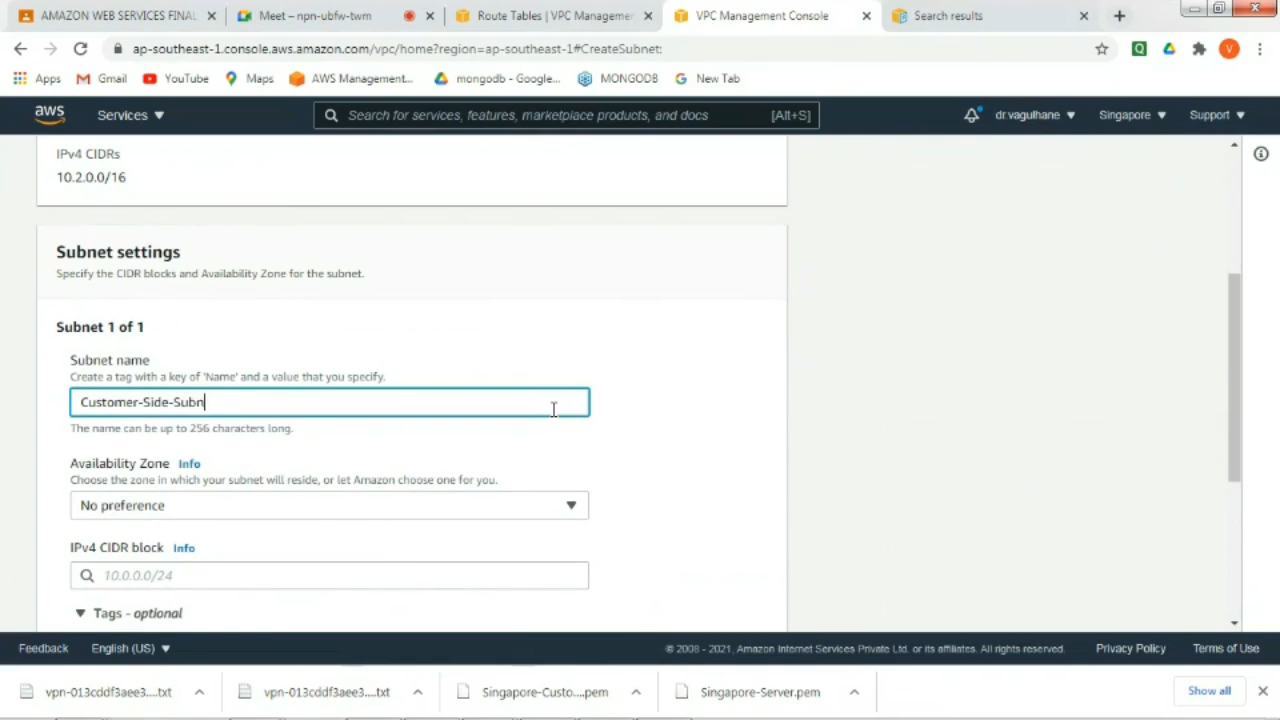 AMAZON WEB SERVICES FINAL
Meet – npn-ubfw-twm
Route Tables | VPC Managemen
VPC Management Console
Search results
ap-southeast-1.console.aws.amazon.com/vpc/home?region=ap-southeast-1#CreateSubnet:
Q
V
Apps
Gmail
YouTube
Maps
AWS Management...
mongodb - Google...
MONGODB
New Tab
aws
Services
Search for services, features, marketplace products, and docs
[Alt+S]
dr.vagulhane
Singapore
Support
IPv4 CIDRs
10.2.0.0/16
Subnet settings
Specify the CIDR blocks and Availability Zone for the subnet.
Subnet 1 of 1
Subnet name
Create a tag with a key of 'Name' and a value that you specify.
Customer-Side-Subn
The name can be up to 256 characters long.
Availability Zone Info
Choose the zone in which your subnet will reside, or let Amazon choose one for you.
No preference
IPv4 CIDR block Info
10.0.0.0/24
Tags - optional
Feedback
English (US)
© 2008 - 2021, Amazon Internet Services Private Ltd. or its affiliates. All rights reserved.
Privacy Policy
Terms of Use
vpn-013cddf3aee3....txt
vpn-013cddf3aee3....txt
Singapore-Custo....pem
Singapore-Server.pem
Show all